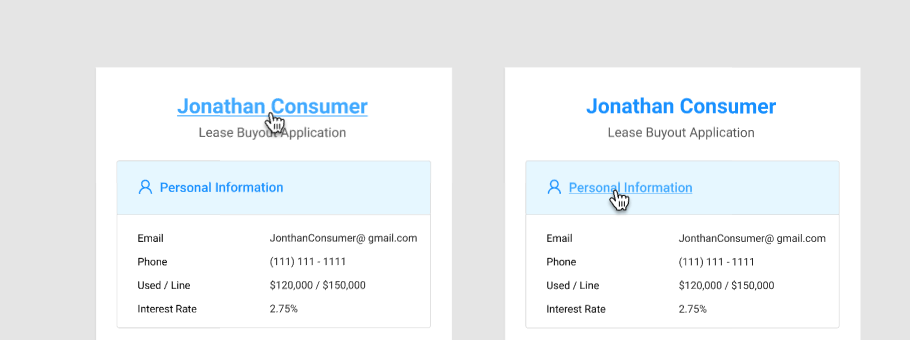 Jonathan Consumer
Lease Buyout Application
Personal Information
Email JonthanConsumer@ gmail.com
Phone (111) 111 - 1111
Used / Line $120,000 / $150,000
Interest Rate 2.75%
Jonathan Consumer
Lease Buyout Application
Personal Information
Email JonthanConsumer@ gmail.com
Phone (111) 111 - 1111
Used / Line $120,000 / $150,000
Interest Rate 2.75%